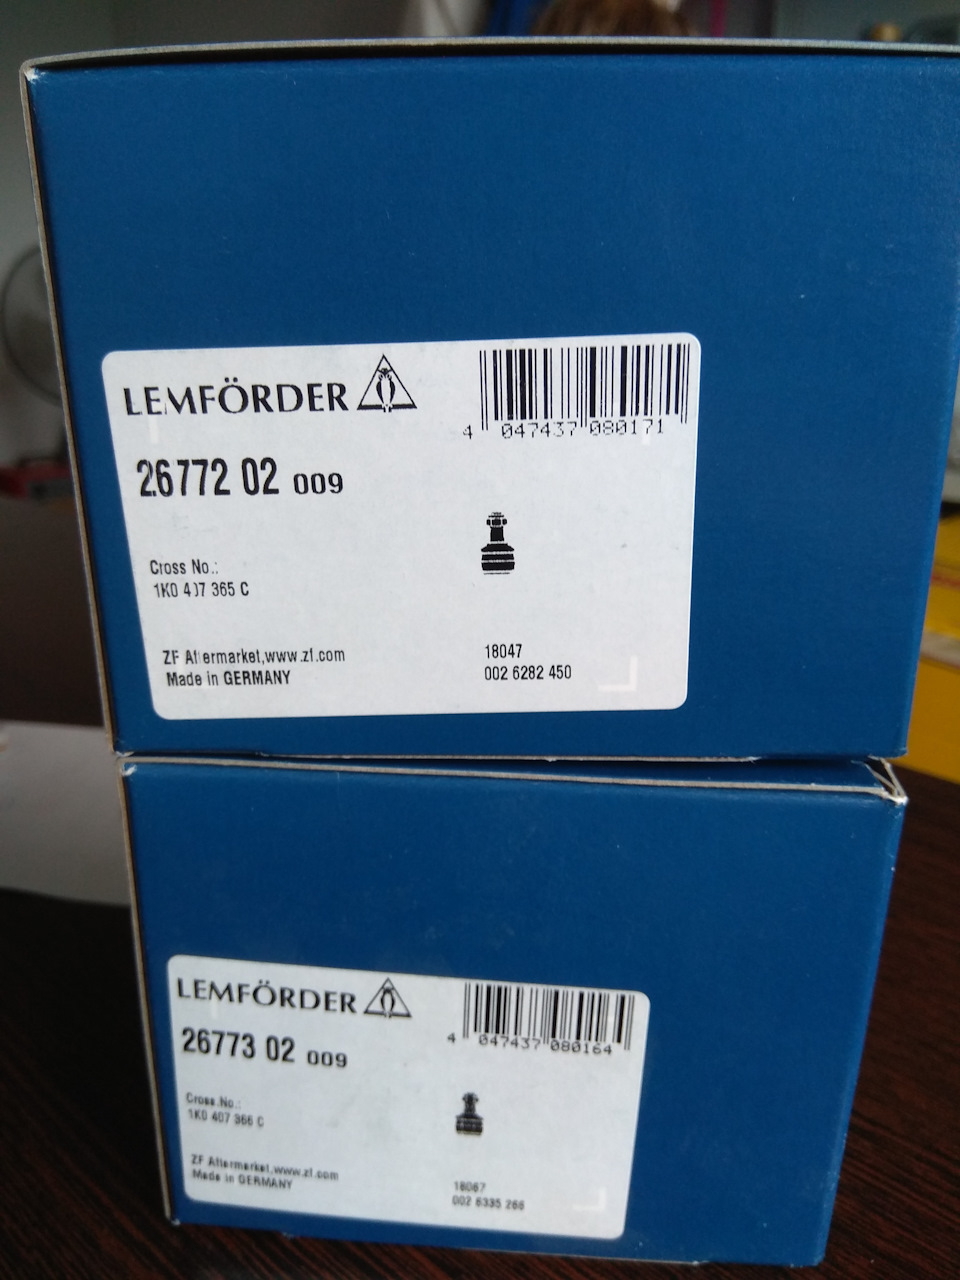 LEMFÖRDER
4 047437 080171
26772 02 009
Cross No.:
1K0 407 365 C
ZF Aftermarket,www.zf.com
Made in GERMANY
18047
002 6282 450
LEMFÖRDER
4 047437 080164
26773 02 009
Cross No.:
1K0 407 366 C
ZF Aftermarket,www.zf.com
Made in GERMANY
18067
002 6335 266